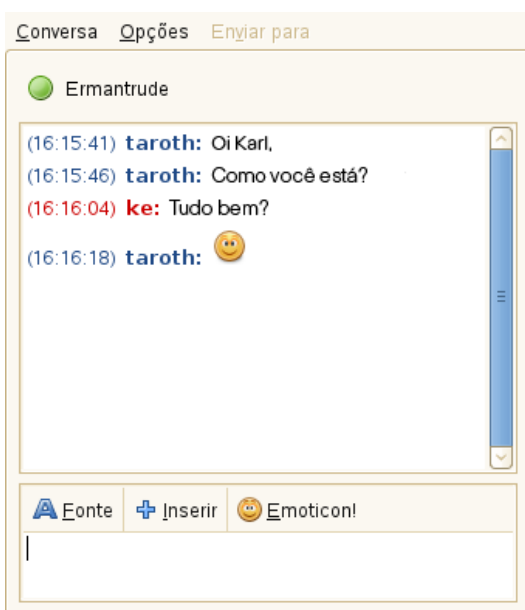 Conversa Opções Enviar para
Ermantrude
(16:15:41) taroth: Oi Karl,
(16:15:46) taroth: Como você está?
(16:16:04) ke: Tudo bem?
(16:16:18) taroth:
Fonte Inserir Emoticon!